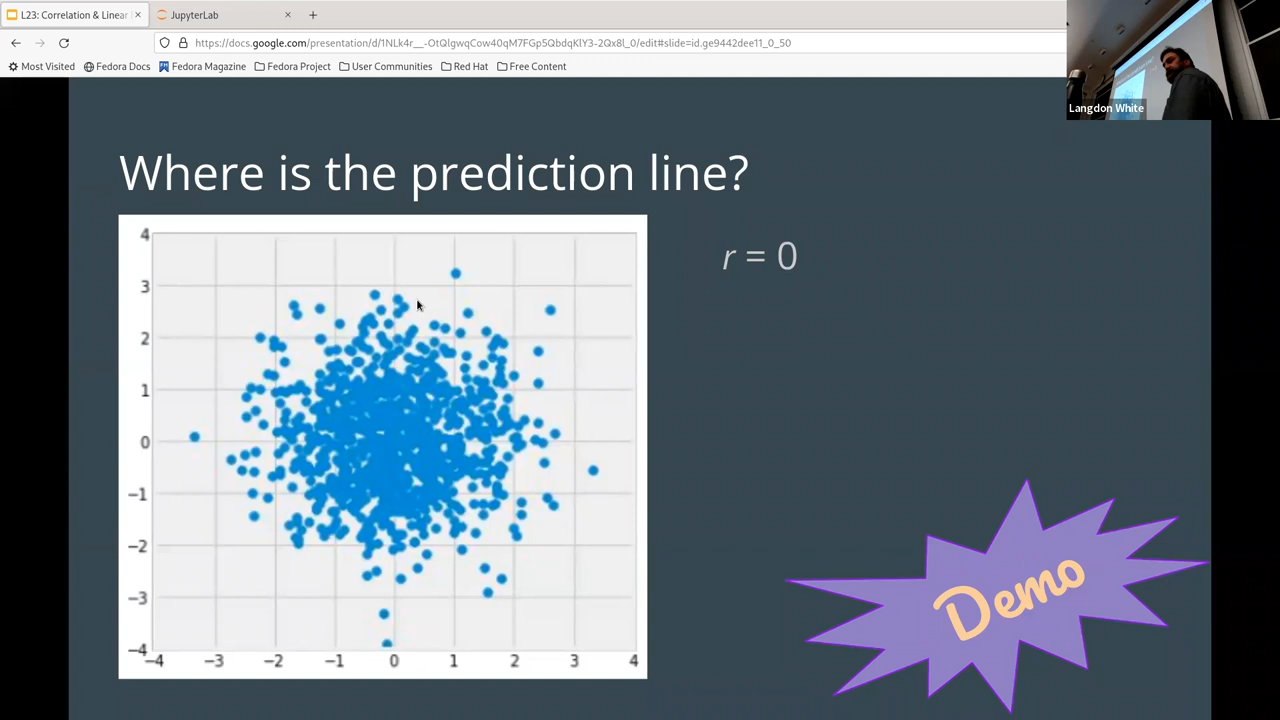 L23: Correlation & Linear
JupyterLab
https://docs.google.com/presentation/d/1NLk4r__-OtQlgwqCow40qM7FGp5QbdqKlY3-2Qx8l_0/edit#slide=id.ge9442dee11_0_50
Most Visited Fedora Docs Fedora Magazine Fedora Project User Communities Red Hat Free Content
Langdon White
Where is the prediction line?
r = 0
4
3
2
1
0
−1
−2
−3
−4
−4 −3 −2 −1 0 1 2 3 4
Demo